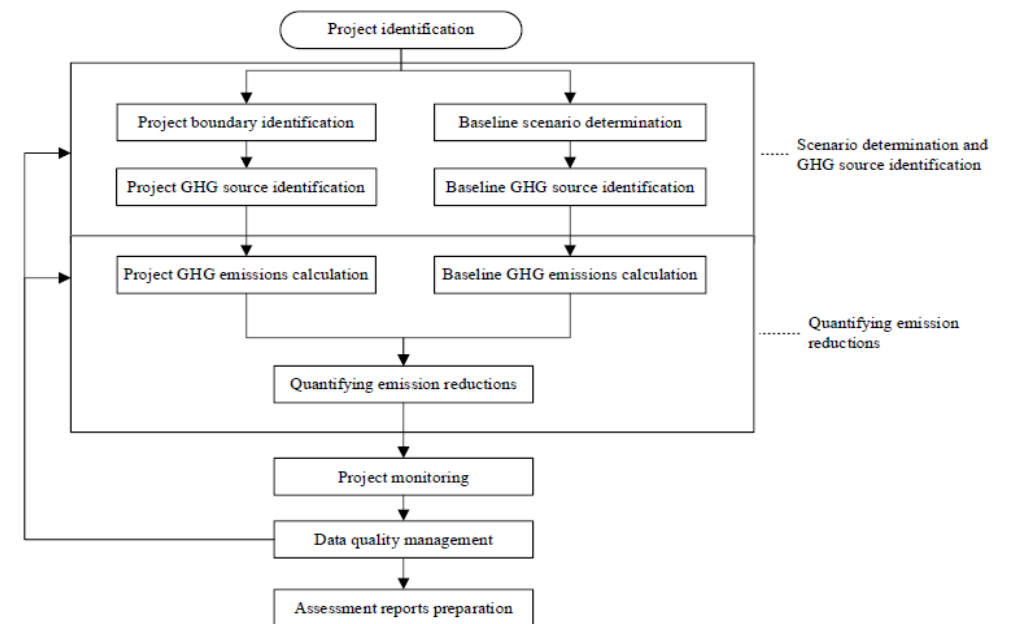 Project identification
Project boundary identification
Baseline scenario determination
Scenario determination and
GHG source identification
Project GHG source identification
Baseline GHG source identification
Project GHG emissions calculation
Baseline GHG emissions calculation
Quantifying emission
reductions
Quantifying emission reductions
Project monitoring
Data quality management
Assessment reports preparation